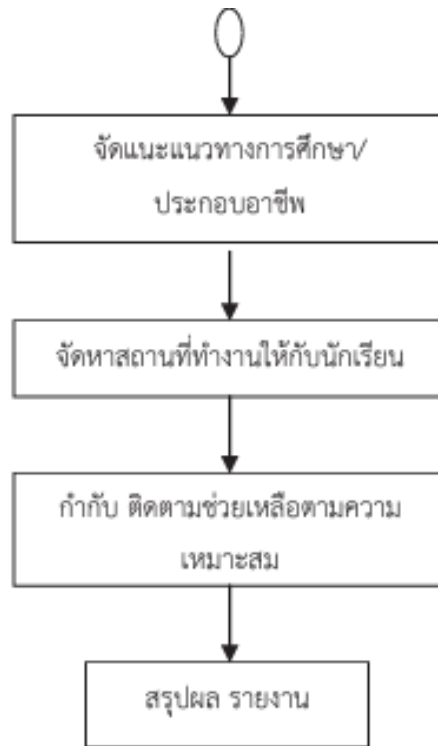 จัดแนะแนวทางการศึกษา/
ประกอบอาชีพ
จัดหาสถานที่ทำงานให้กับนักเรียน
กำกับ ติดตามช่วยเหลือตามความ
เหมาะสม
สรุปผล รายงาน